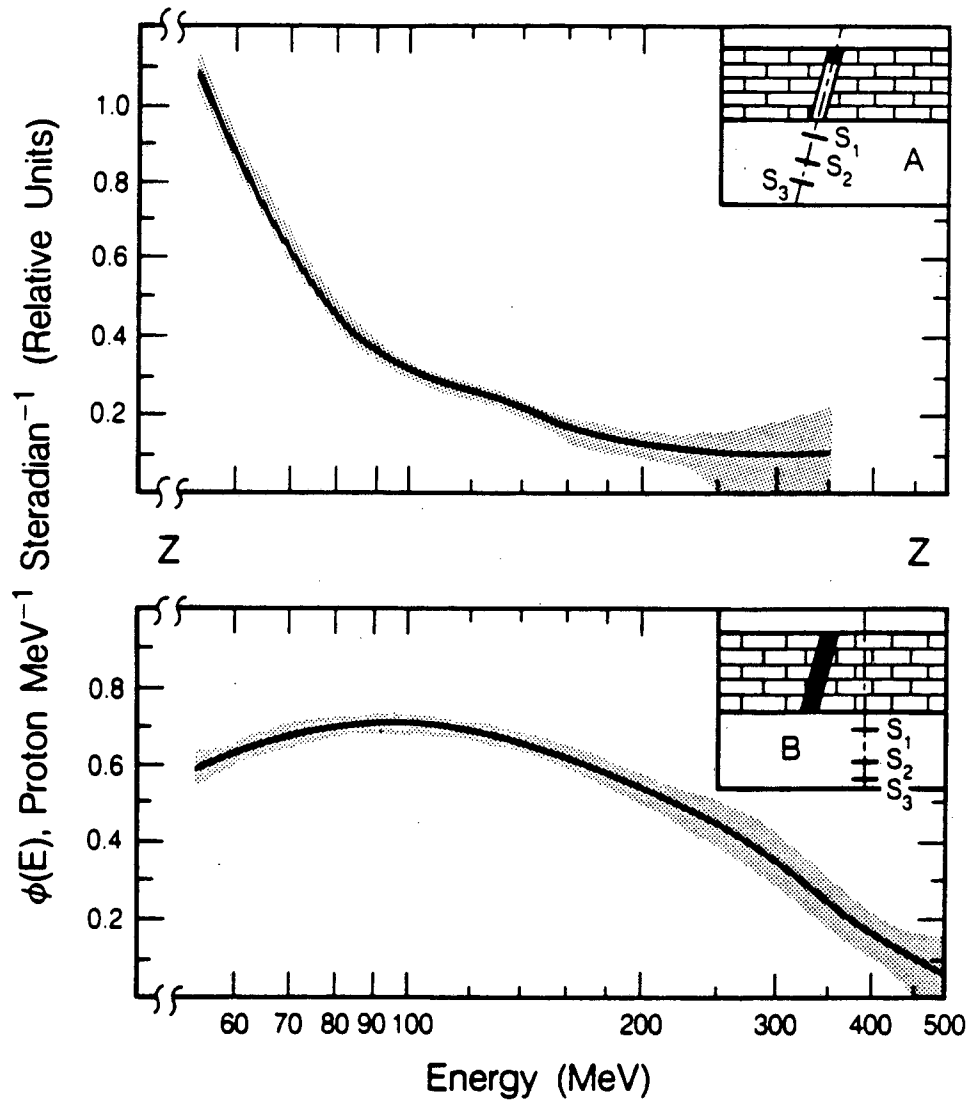 φ(E), Proton MeV⁻¹ Steradian⁻¹ (Relative Units)
1.0
0.8
0.6
0.4
0.2
S₁
S₂
S₃
A
Z Z
0.8
0.6
0.4
0.2
S₁
B
S₂
S₃
60 70 80 90 100 200 300 400 500
Energy (MeV)